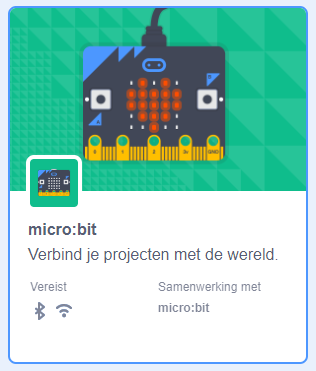 micro:bit
Verbind je projecten met de wereld.
Vereist
Samenwerking met
micro:bit